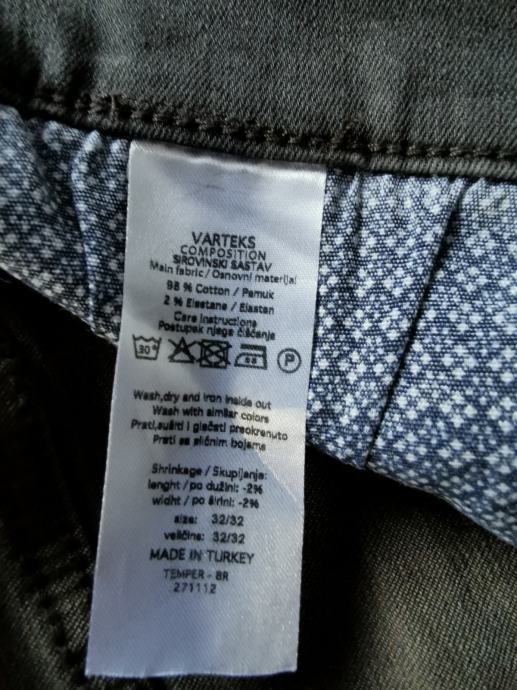 VARTEKS
COMPOSITION
SIROVINSKI SASTAV
Main fabric / Osnovni materijal
98 % Cotton / Pamuk
2 % Elastane / Elastan
Care Instructions
Postupak njege čišćenje
30 P
Wash,dry and iron inside out
Wash with similar colors
Prati,sušiti i glačati preokrenuto
Prati sa sličnim bojama
Shrinkage / Skupljanje:
lenght / po dužini: -2%
widht / po širini: -2%
size: 32/32
veličina: 32/32
MADE IN TURKEY
TEMPER - BR
271112